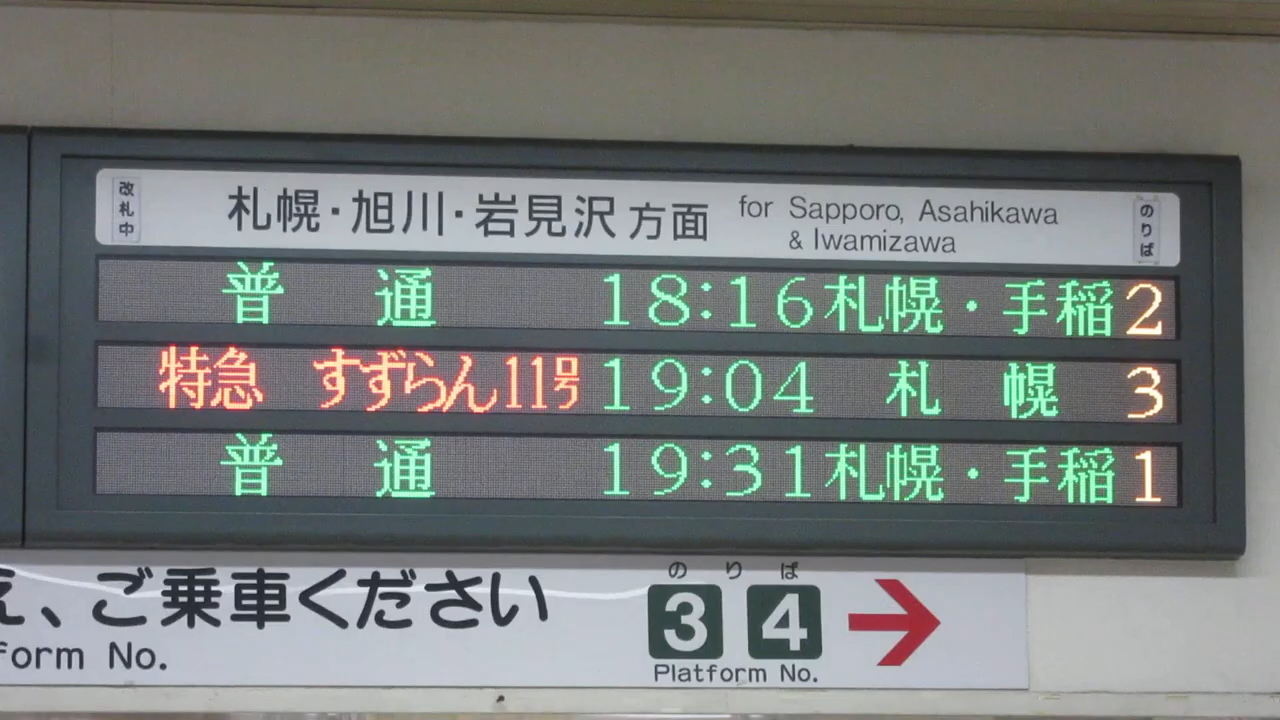 改札中
札幌・旭川・岩見沢方面 for Sapporo, Asahikawa
& Iwamizawa
のりば
普通 18:16 札幌・手稲 2
特急 すずらん11号 19:04 札幌 3
普通 19:31 札幌・手稲 1
え、ご乗車ください
form No.
のりば
3 4 →
Platform No.